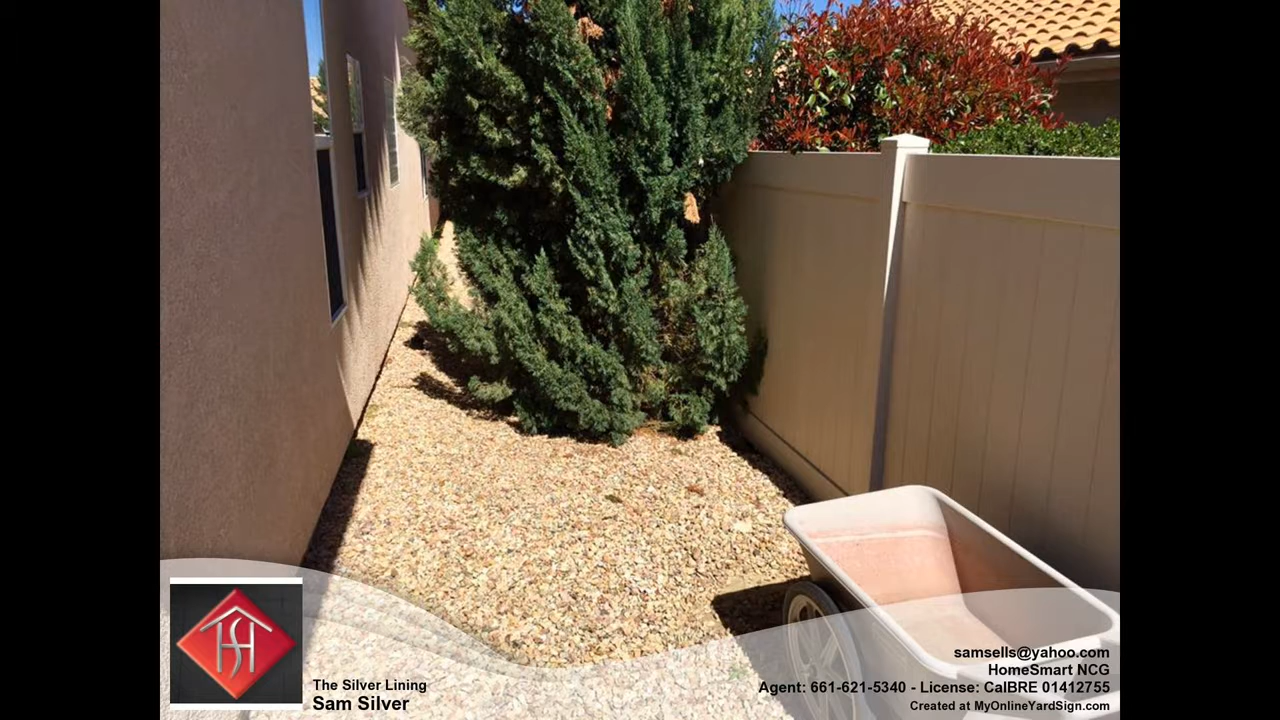 The Silver Lining
Sam Silver
samsells@yahoo.com
HomeSmart NCG
Agent: 661-621-5340 - License: CalBRE 01412755
Created at MyOnlineYardSign.com